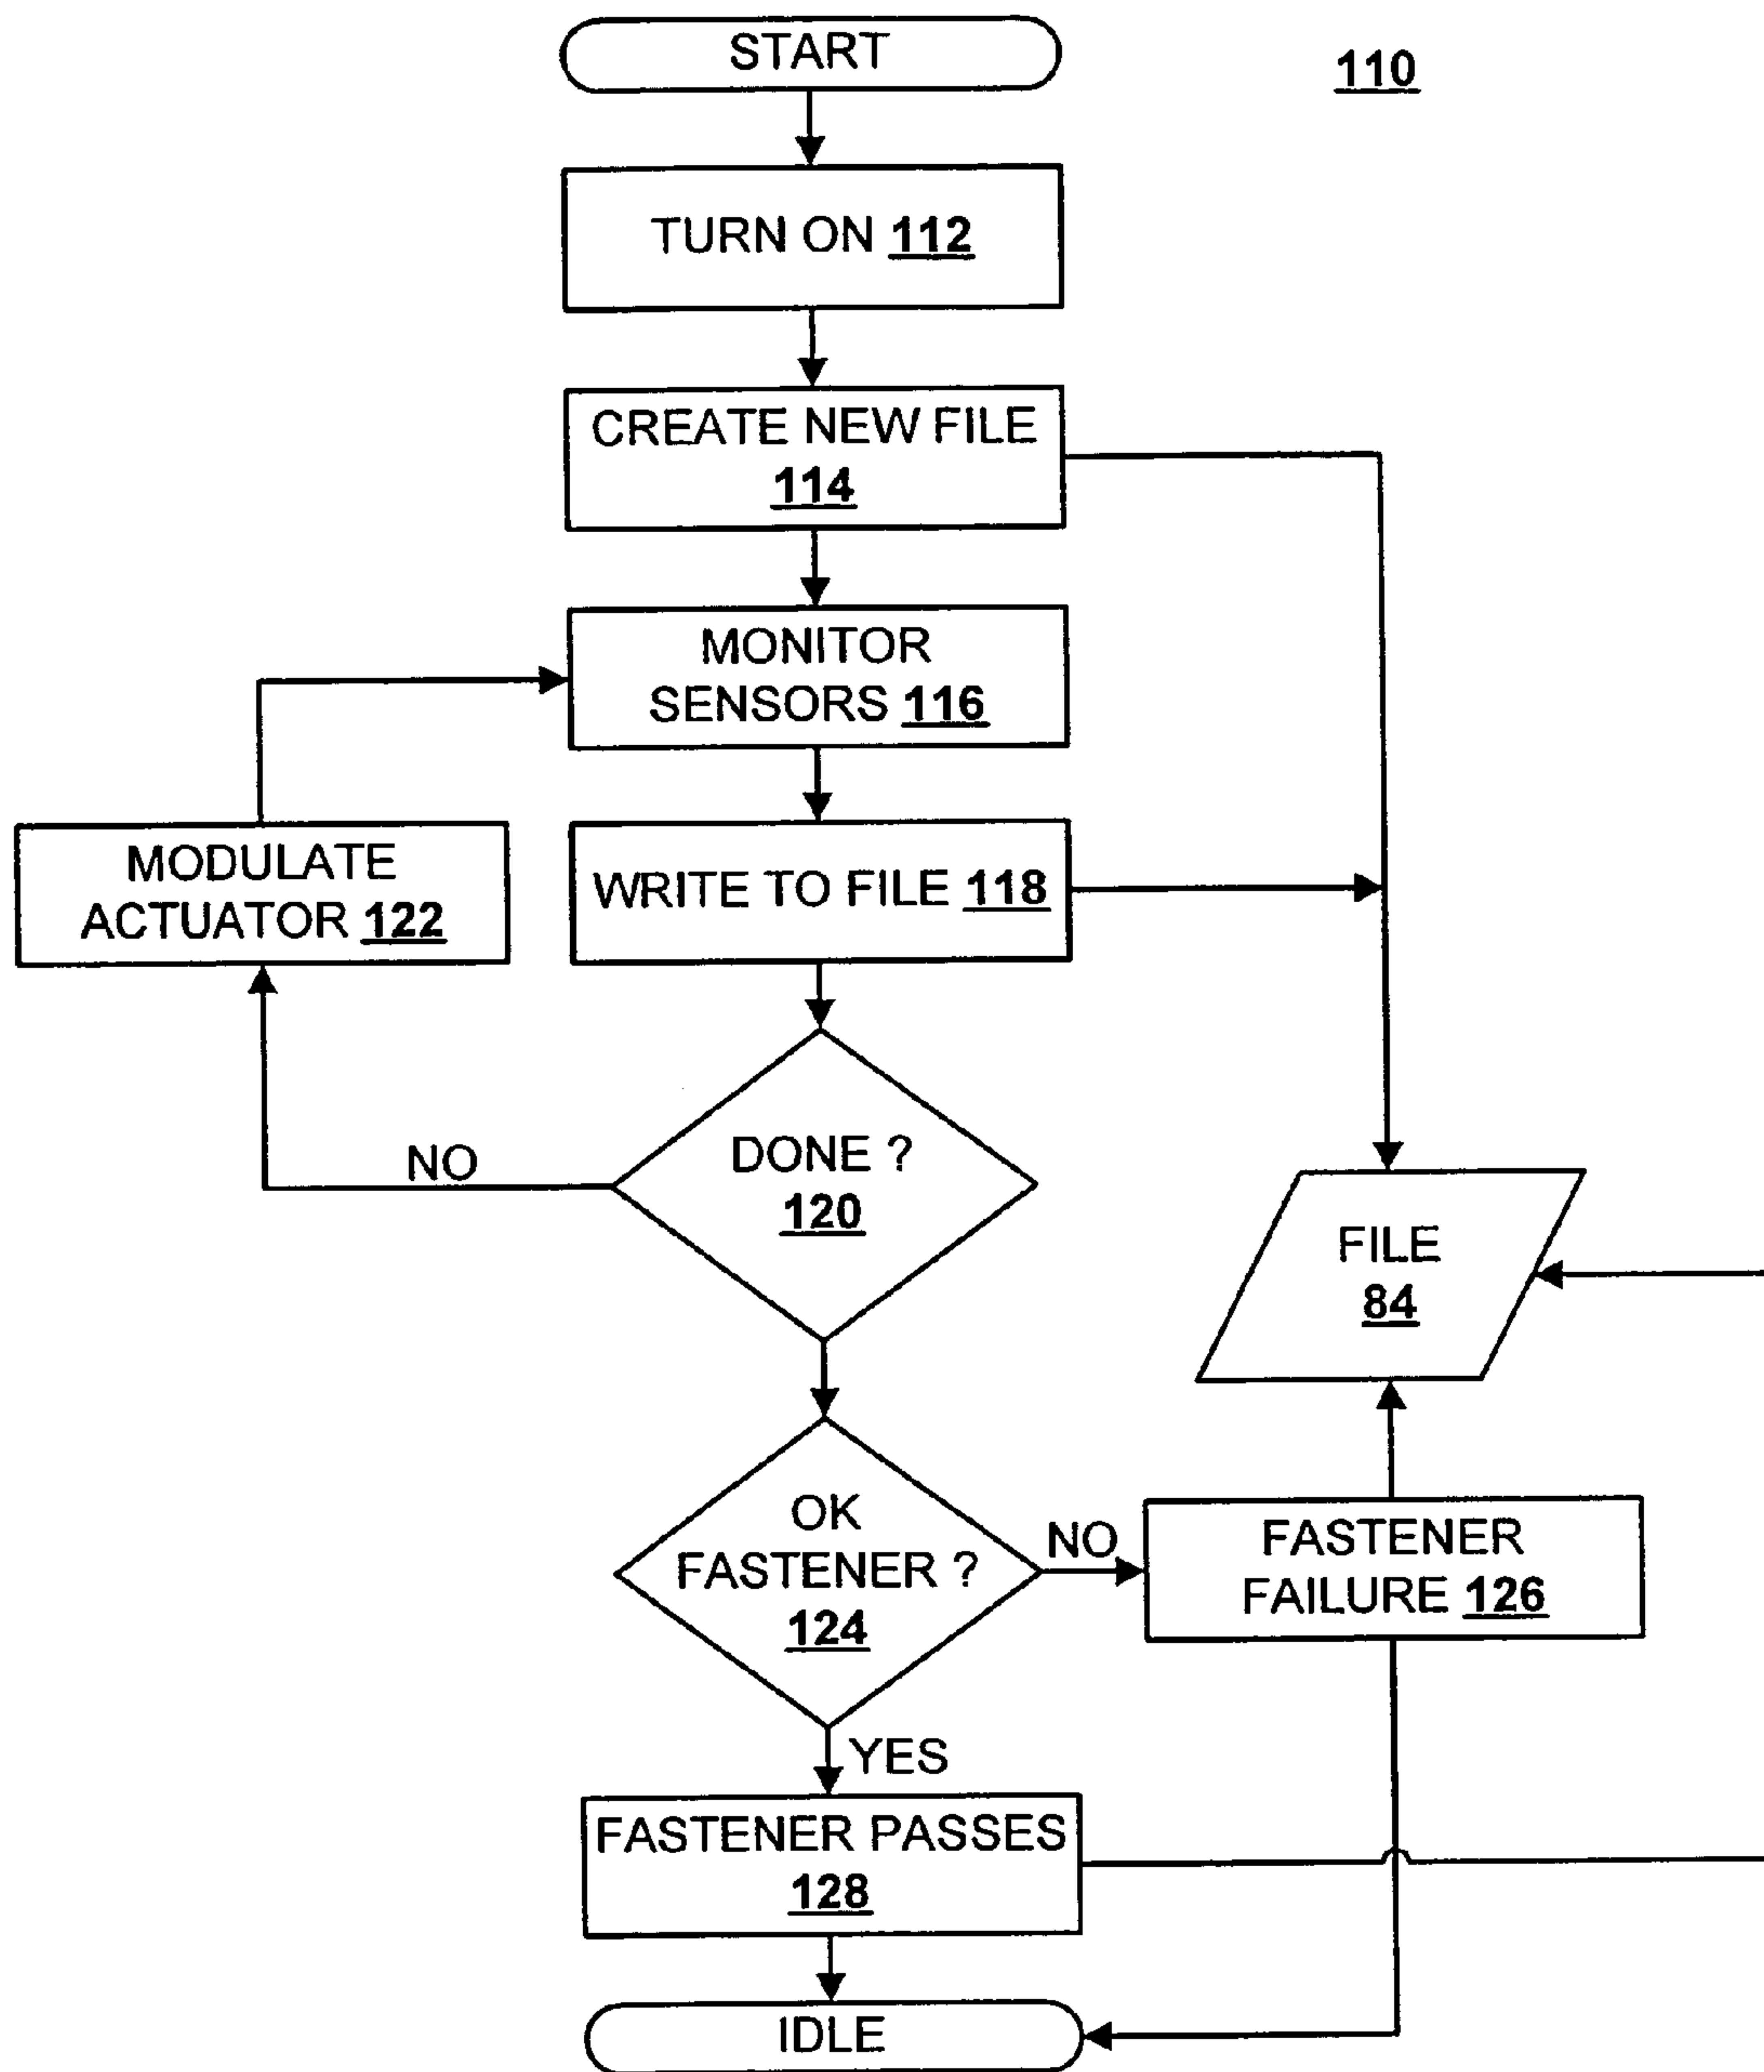 START
110
TURN ON 112
CREATE NEW FILE
114
MONITOR
SENSORS 116
MODULATE
ACTUATOR 122
WRITE TO FILE 118
NO
DONE ?
120
FILE
84
OK
FASTENER ?
124
NO
FASTENER
FAILURE 126
YES
FASTENER PASSES
128
IDLE